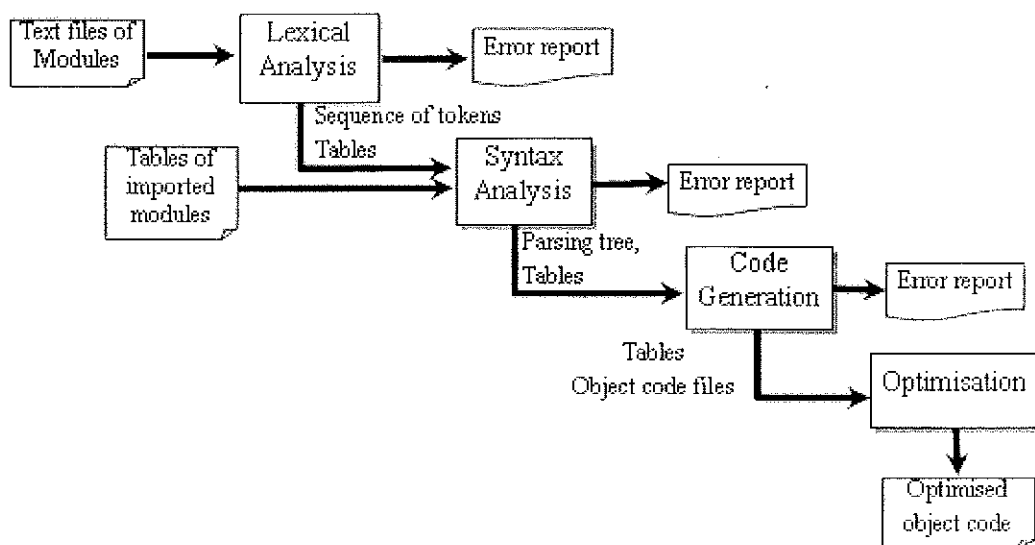 Text files of
Modules
Lexical
Analysis
Error report
Sequence of tokens
Tables
Tables of
imported
modules
Syntax
Analysis
Error report
Parsing tree,
Tables
Code
Generation
Error report
Tables
Object code files
Optimisation
Optimised
object code